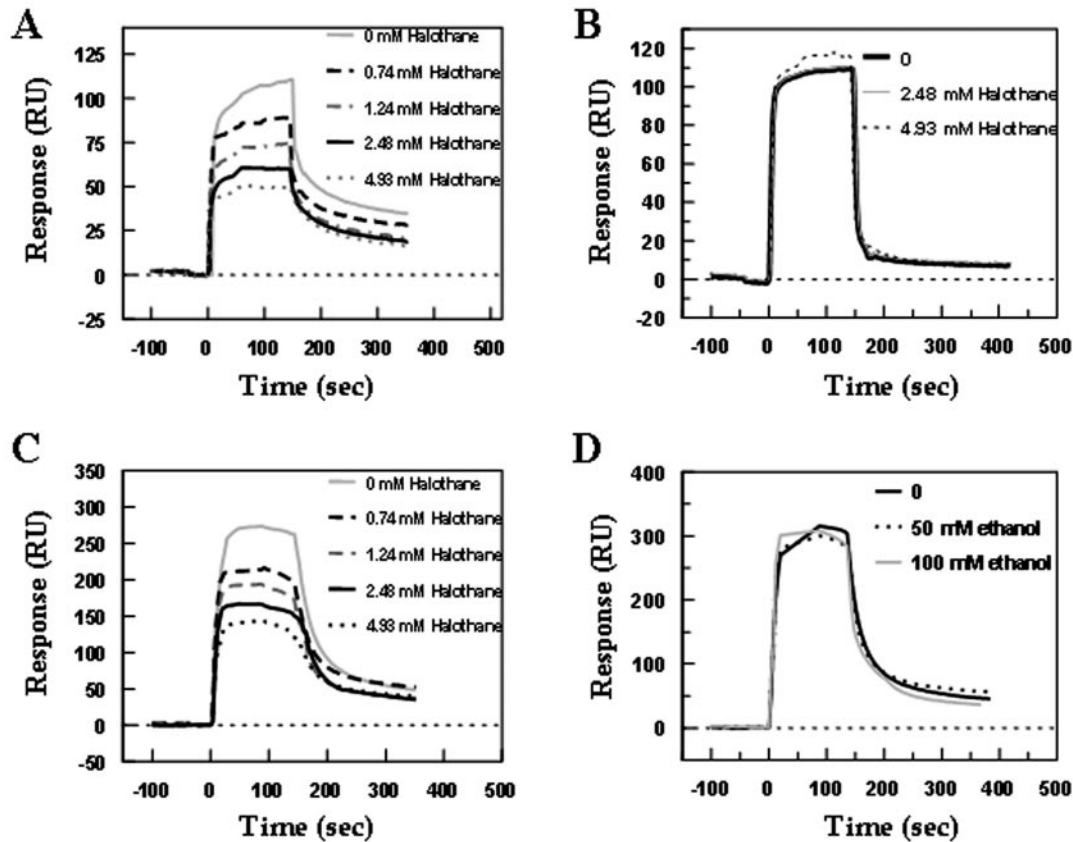 A
Response (RU)
125
100
75
50
25
0
-25
0 mM Halothane
0.74 mM Halothane
1.24 mM Halothane
2.48 mM Halothane
4.93 mM Halothane
-100 0 100 200 300 400 500
Time (sec)
B
Response (RU)
120
100
80
60
40
20
0
-20
0
2.48 mM Halothane
4.93 mM Halothane
-100 0 100 200 300 400 500
Time (sec)
C
Response (RU)
350
300
250
200
150
100
50
0
-50
0 mM Halothane
0.74 mM Halothane
1.24 mM Halothane
2.48 mM Halothane
4.93 mM Halothane
-100 0 100 200 300 400 500
Time (sec)
D
Response (RU)
400
300
200
100
0
0
50 mM ethanol
100 mM ethanol
-100 0 100 200 300 400 500
Time (sec)